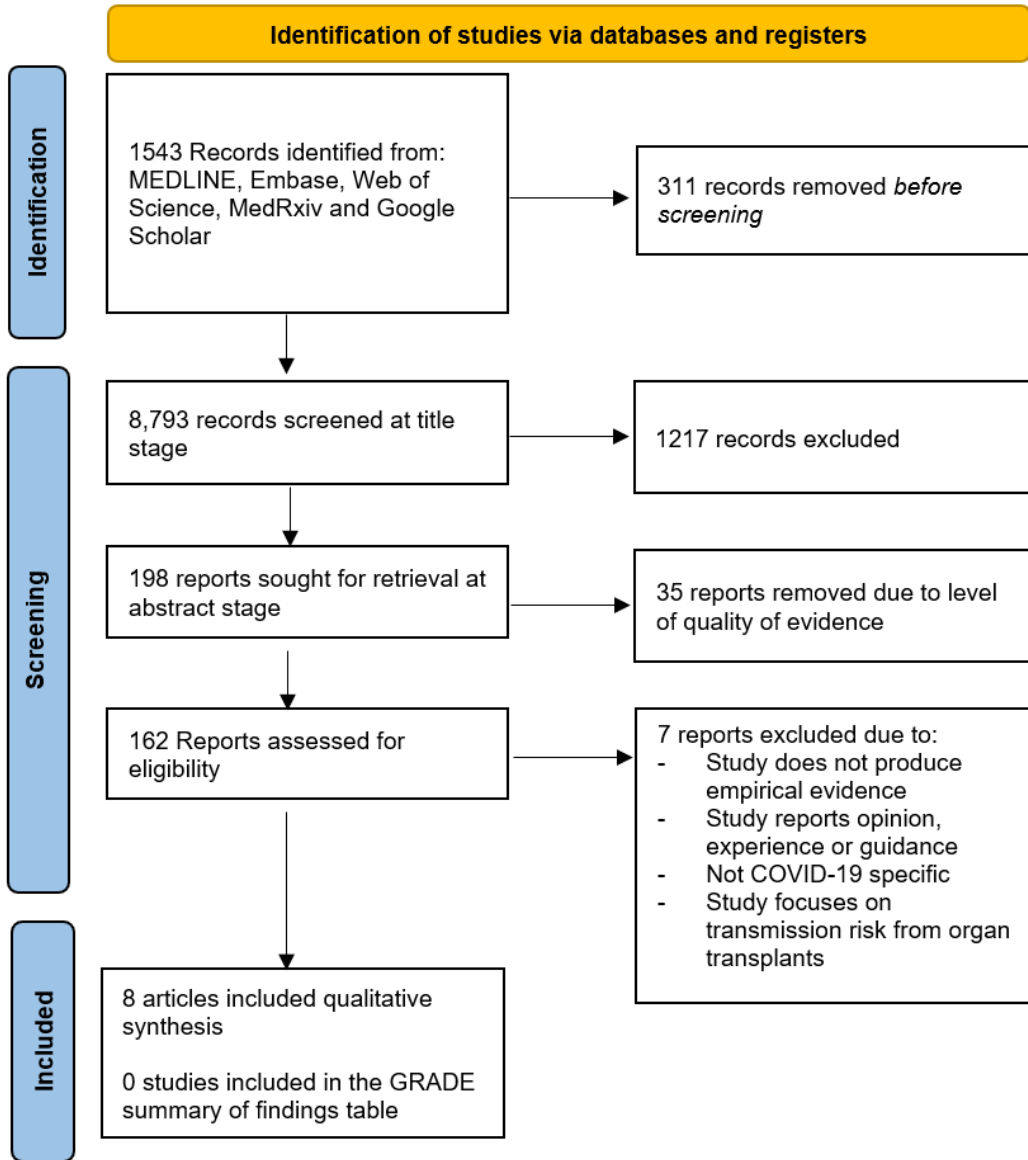 Identification of studies via databases and registers
Identification
1543 Records identified from:
MEDLINE, Embase, Web of
Science, MedRxiv and Google
Scholar
311 records removed before
screening
Screening
8,793 records screened at title
stage
1217 records excluded
198 reports sought for retrieval at
abstract stage
35 reports removed due to level
of quality of evidence
162 Reports assessed for
eligibility
7 reports excluded due to:
- Study does not produce
empirical evidence
- Study reports opinion,
experience or guidance
- Not COVID-19 specific
- Study focuses on
transmission risk from organ
transplants
Included
8 articles included qualitative
synthesis
0 studies included in the GRADE
summary of findings table